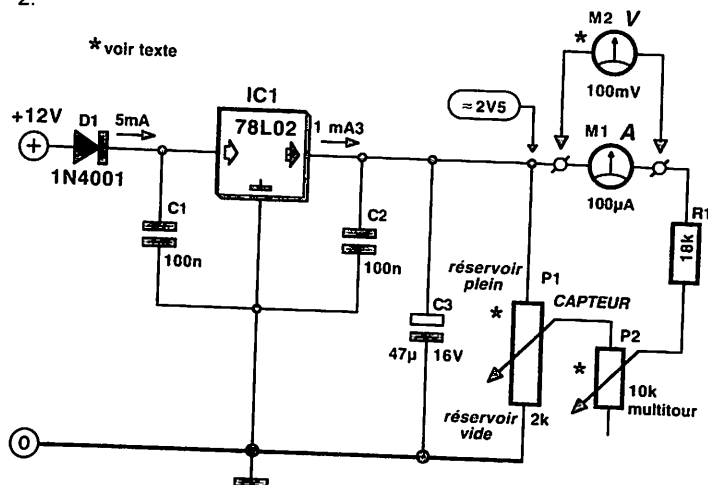 2.
* voir texte
M2 V
*
100mV
≈ 2V5
IC1
+12V
D1
5mA
78L02
1 mA3
M1 A
1N4001
100µA
R1
18k
C1
C2
100n
100n
réservoir
plein
P1
*
CAPTEUR
C3
P2
*
47µ
16V
10k
multitour
réservoir
vide
2k
0